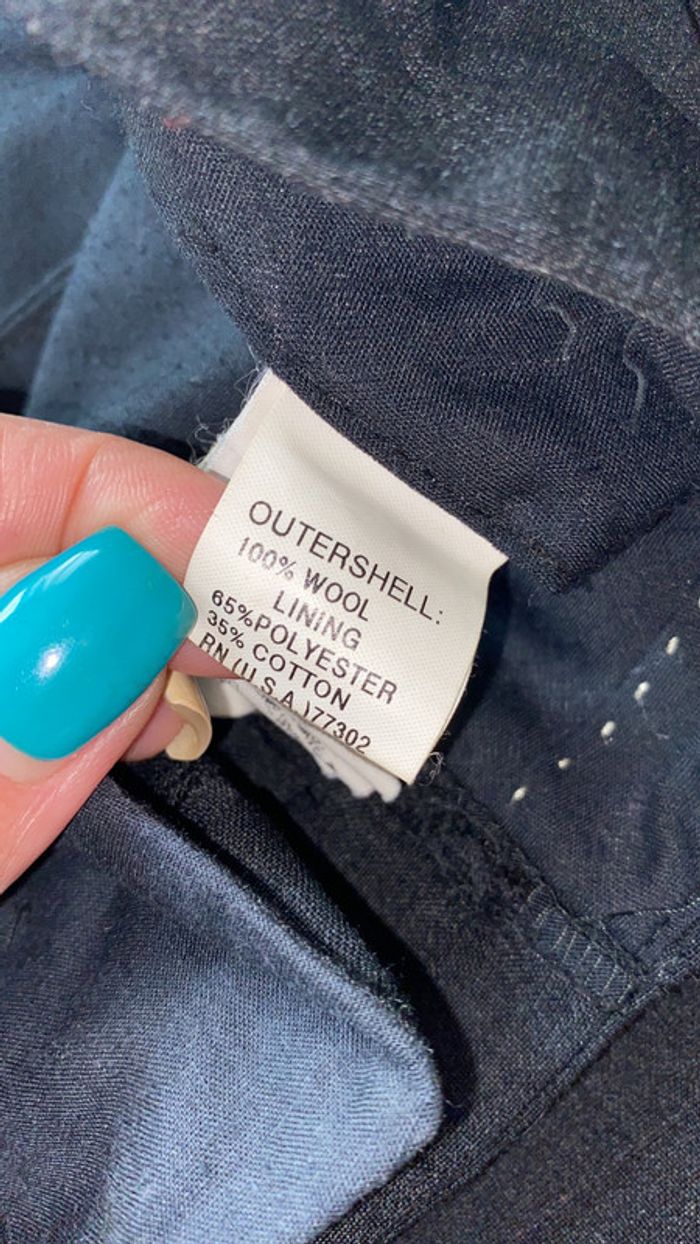 OUTERSHELL:
100% WOOL
LINING
65%POLYESTER
35% COTTON
RN (U.S.A.)77302